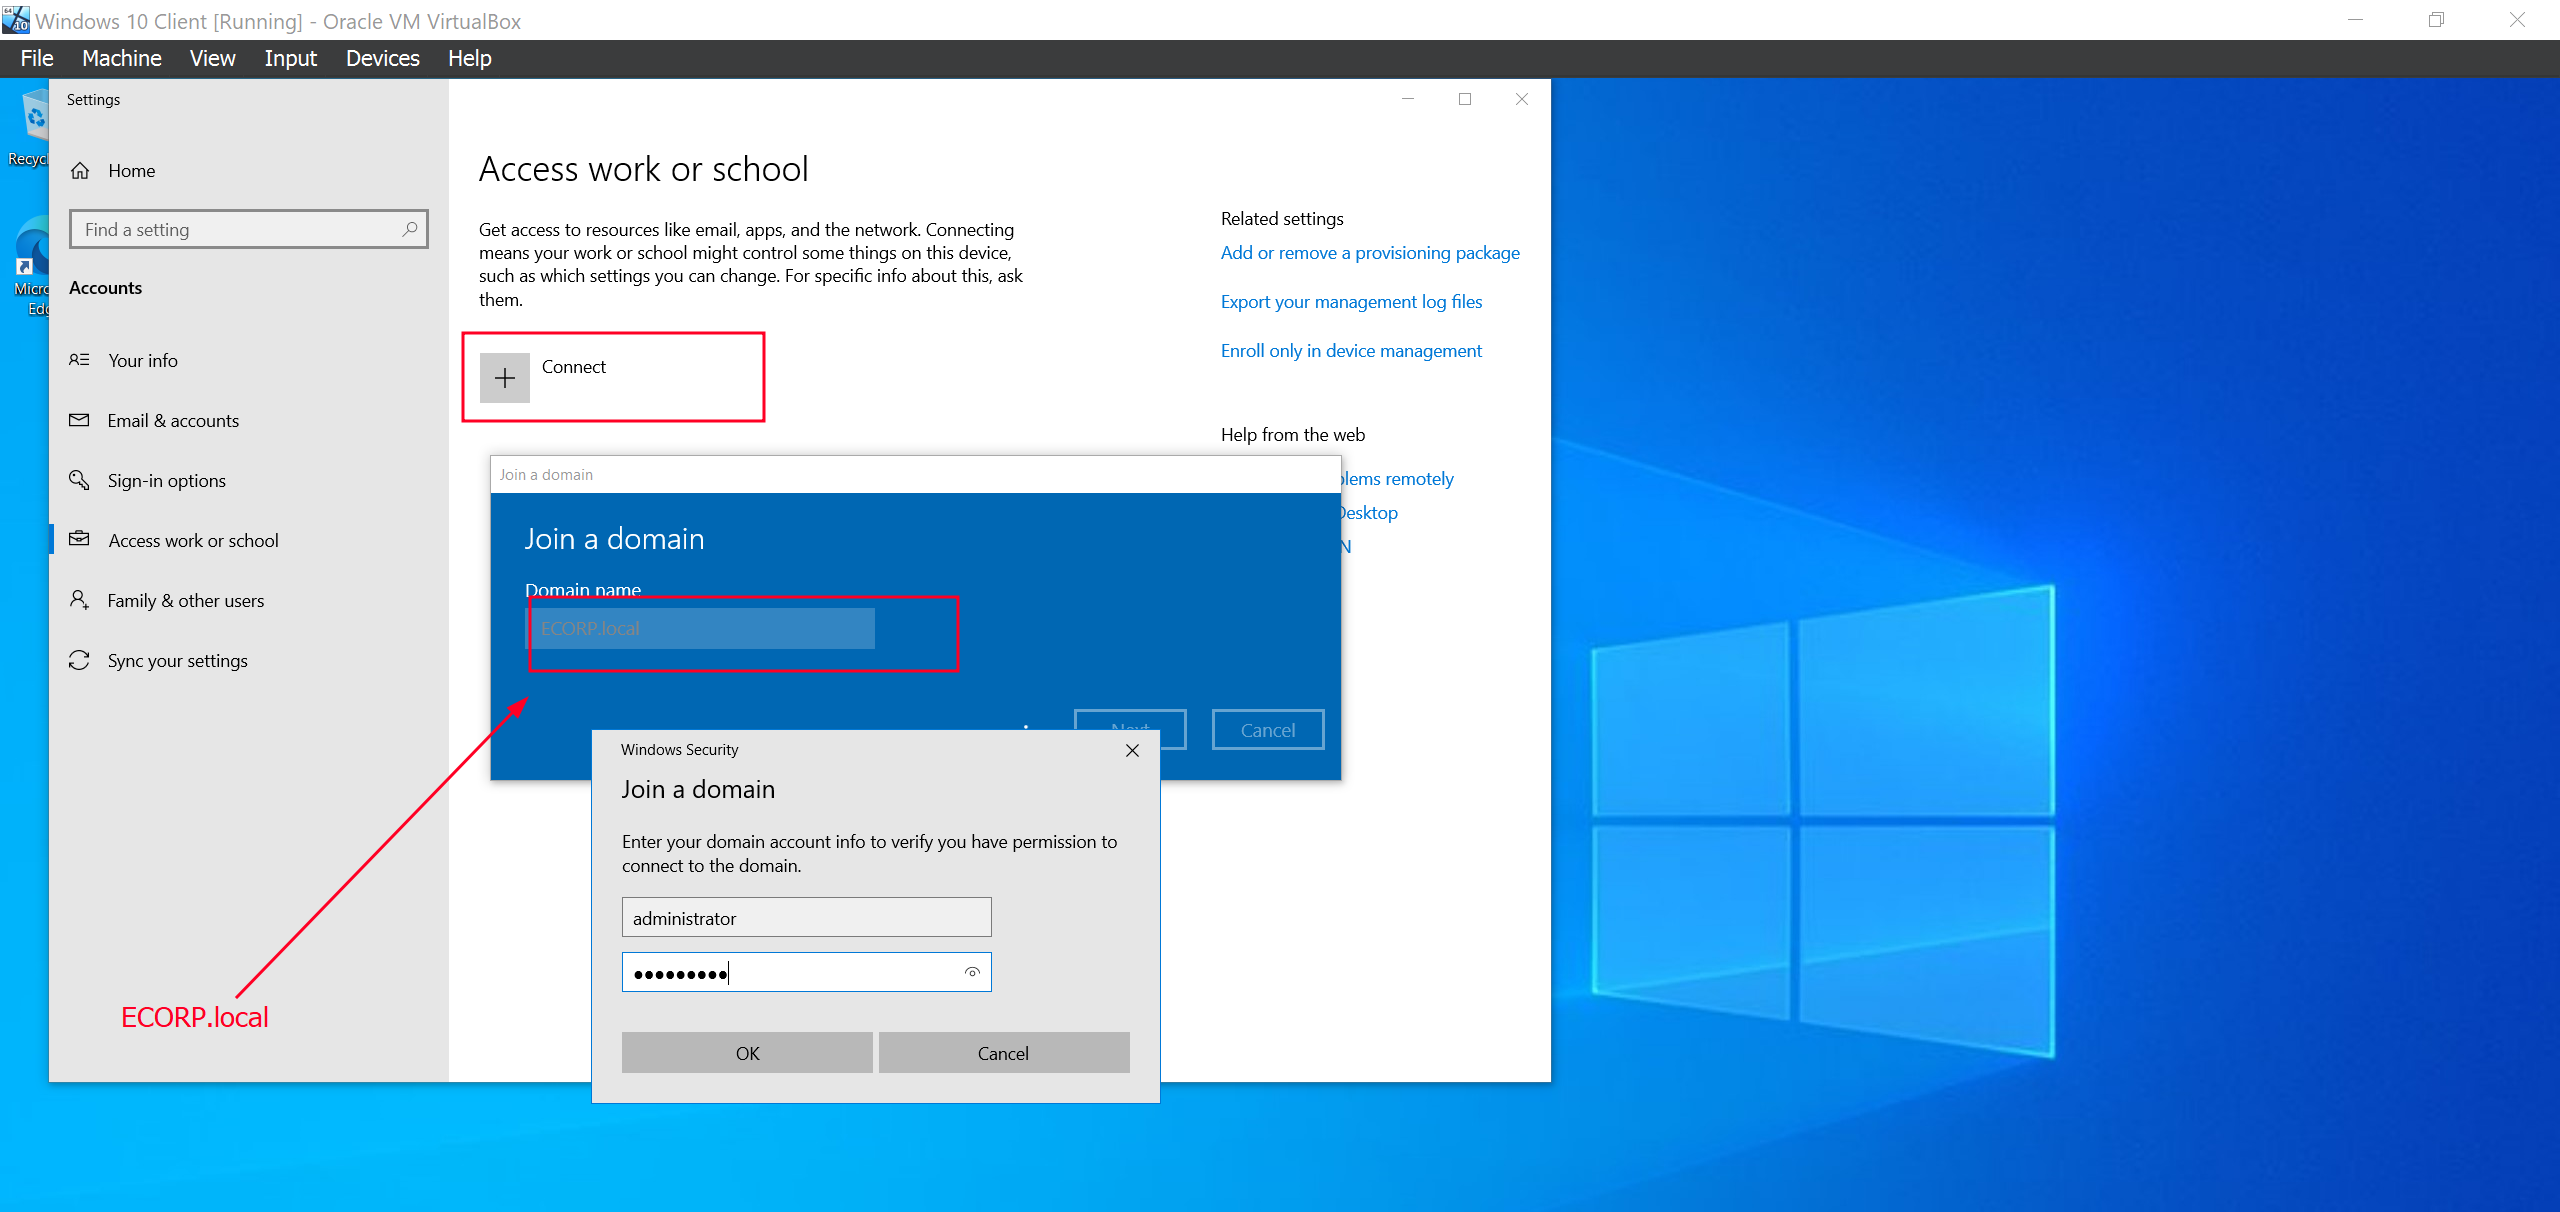 Windows 10 Client [Running] - Oracle VM VirtualBox
File Machine View Input Devices Help
Recycl
Micro
Edg
Settings
Home
Find a setting
Accounts
Your info
Email & accounts
Sign-in options
Access work or school
Family & other users
Sync your settings
ECORP.local
Access work or school
Get access to resources like email, apps, and the network. Connecting
means your work or school might control some things on this device,
such as which settings you can change. For specific info about this, ask
them.
Connect
Related settings
Add or remove a provisioning package
Export your management log files
Enroll only in device management
Help from the web
blems remotely
Desktop
N
Join a domain
Join a domain
Domain name
ECORP.local
Next
Cancel
Windows Security
Join a domain
Enter your domain account info to verify you have permission to
connect to the domain.
administrator
●●●●●●●●●
OK
Cancel